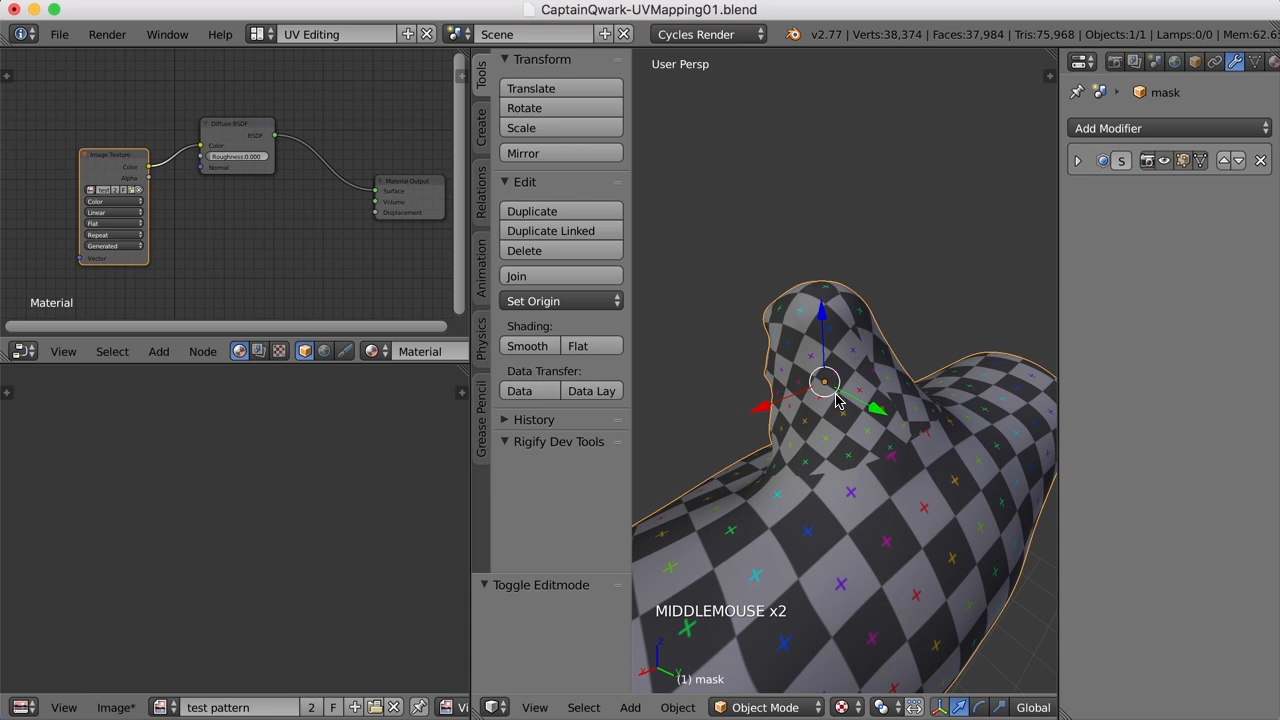 CaptainQwark-UVMapping01.blend
File Render Window Help UV Editing Scene Cycles Render v2.77 | Verts:38,374 | Faces:37,984 | Tris:75,968 | Objects:1/1 | Lamps:0/0 | Mem:62.6
Tools
Create
Relations
Animation
Physics
Grease Pencil
Transform
Translate
Rotate
Scale
Mirror
Edit
Duplicate
Duplicate Linked
Delete
Join
Set Origin
Shading:
Smooth Flat
Data Transfer:
Data Data Lay
History
Rigify Dev Tools
Toggle Editmode
User Persp
MIDDLEMOUSE x2
(1) mask
mask
Add Modifier
S
Image Texture
Color
Alpha
test 2 F
Color
Linear
Flat
Repeat
Generated
Vector
Diffuse BSDF
BSDF
Color
Roughness:0.000
Normal
Material Output
Surface
Volume
Displacement
Material
View Select Add Node Material
View Image* test pattern 2 F Vi
View Select Add Object Object Mode Global